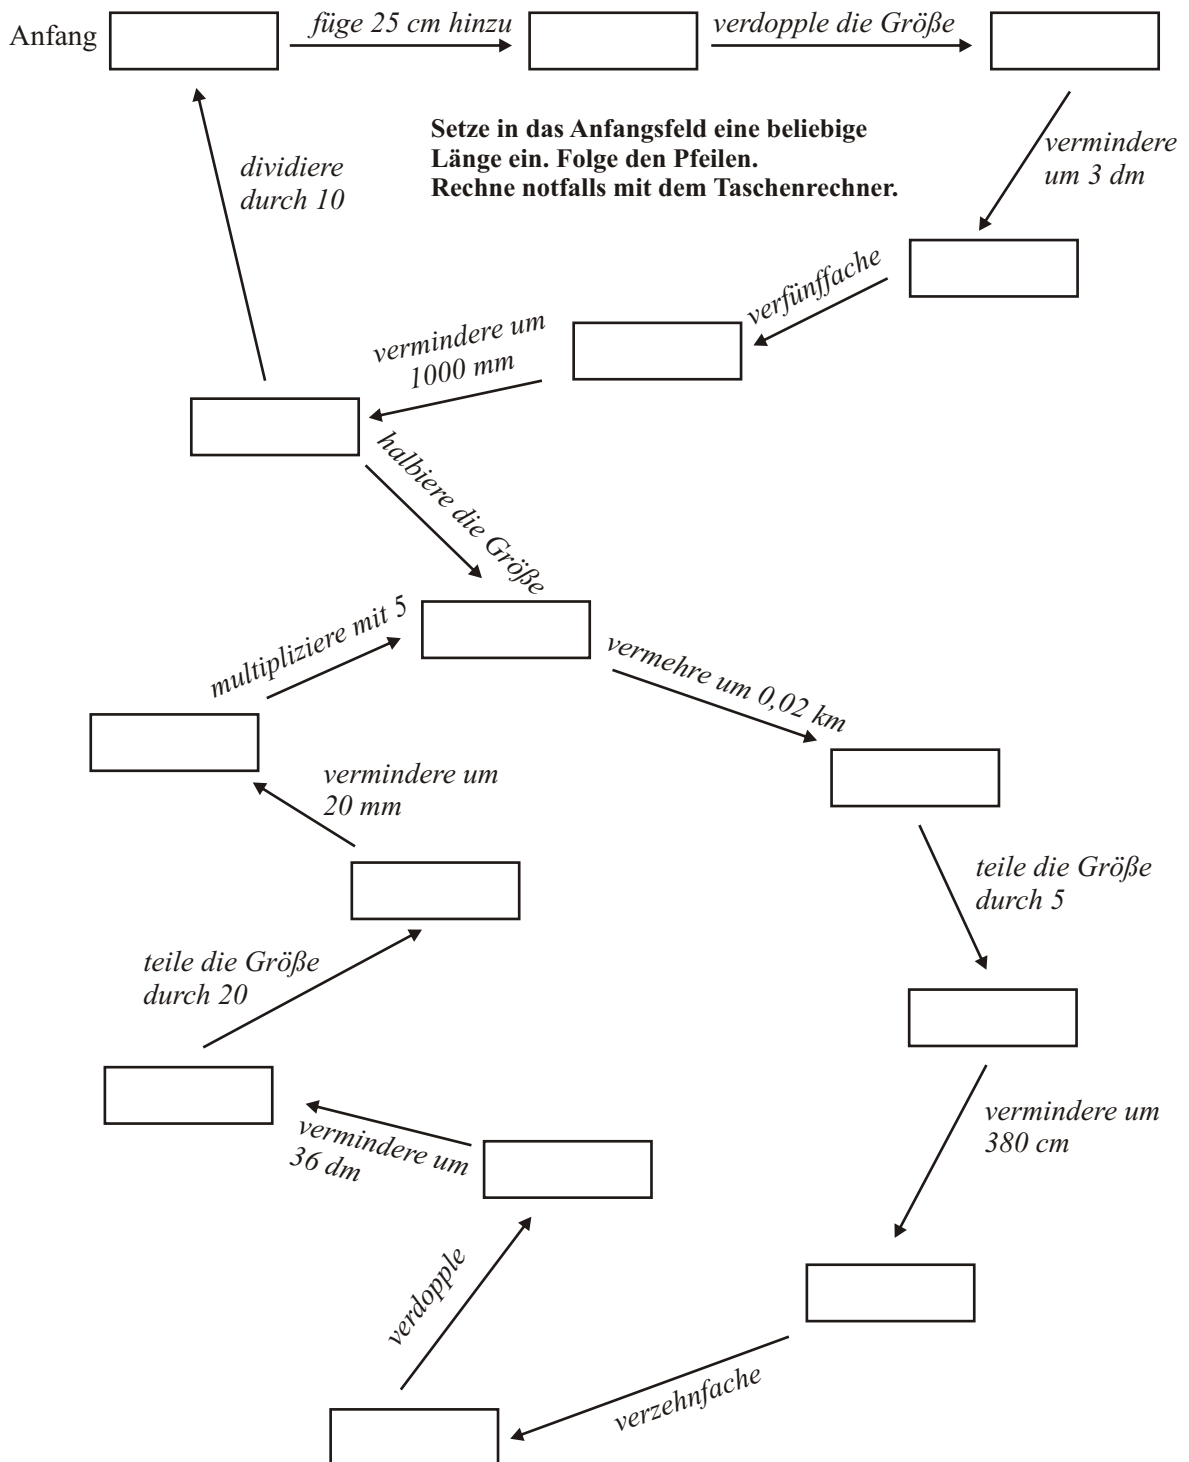 Anfang
füge 25 cm hinzu
verdopple die Größe
vermindere
um 3 dm
Setze in das Anfangsfeld eine beliebige
Länge ein. Folge den Pfeilen.
Rechne notfalls mit dem Taschenrechner.
dividiere
durch 10
verfünffache
vermindere um
1000 mm
halbiere die Größe
multipliziere mit 5
vermehre um 0,02 km
vermindere um
20 mm
teile die Größe
durch 5
teile die Größe
durch 20
vermindere um
380 cm
vermindere um
36 dm
verdopple
verzehnfache